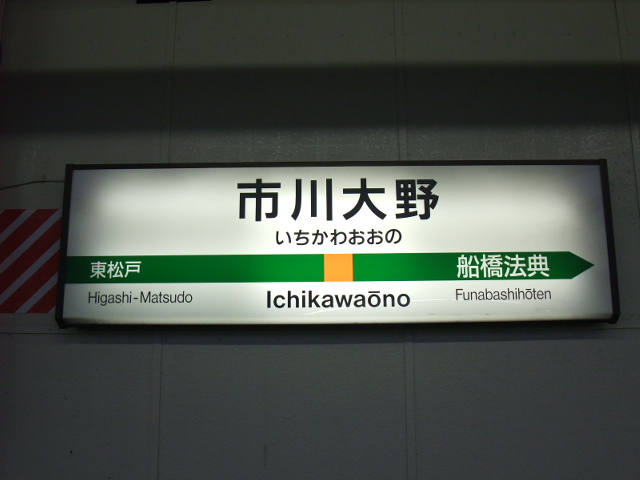 市川大野
いちかわおおの
東松戸 船橋法典
Higashi-Matsudo Ichikawaōno Funabashihōten